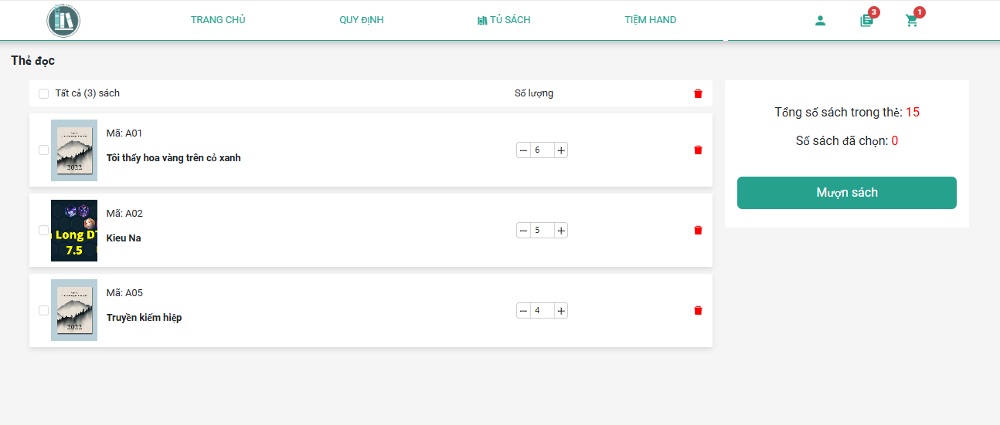 TRANG CHỦ QUY ĐỊNH TỦ SÁCH TIỆM HAND 3 1
Thẻ đọc
Tất cả (3) sách Số lượng
Mã: A01
Tôi thấy hoa vàng trên cỏ xanh
2022
6
Long DT
7.5
Mã: A02
Kieu Na
5
Mã: A05
Truyền kiếm hiệp
2022
4
Tổng số sách trong thẻ: 15
Số sách đã chọn: 0
Mượn sách